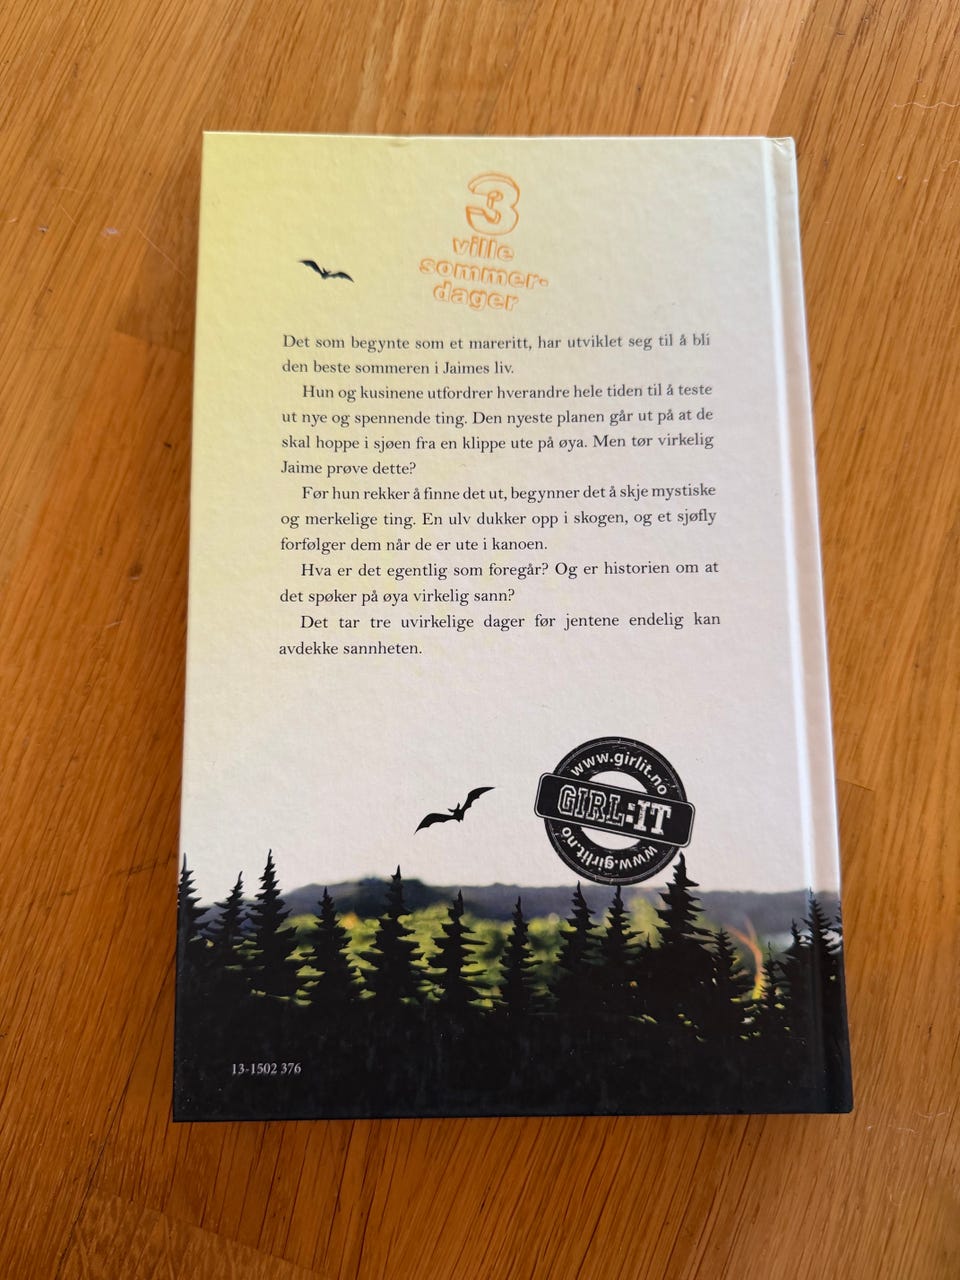 3
ville
sommer-
dager
Det som begynte som et mareritt, har utviklet seg til å bli
den beste sommeren i Jaimes liv.
Hun og kusinene utfordrer hverandre hele tiden til å teste
ut nye og spennende ting. Den nyeste planen går ut på at de
skal hoppe i sjøen fra en klippe ute på øya. Men tør virkelig
Jaime prøve dette?
Før hun rekker å finne det ut, begynner det å skje mystiske
og merkelige ting. En ulv dukker opp i skogen, og et sjøfly
forfølger dem når de er ute i kanoen.
Hva er det egentlig som foregår? Og er historien om at
det spøker på øya virkelig sann?
Det tar tre uvirkelige dager før jentene endelig kan
avdekke sannheten.
www.girlit.no
GIRL:IT
www.girlit.no
13-1502 376